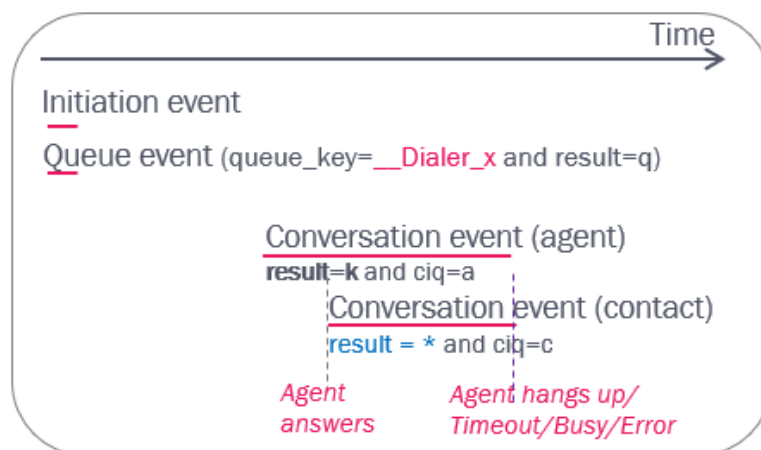 Time
Initiation event
Queue event (queue_key=__Dialer_x and result=q)
Conversation event (agent)
result=k and ciq=a
Conversation event (contact)
result = * and ciq=c
Agent answers
Agent hangs up/
Timeout/Busy/Error